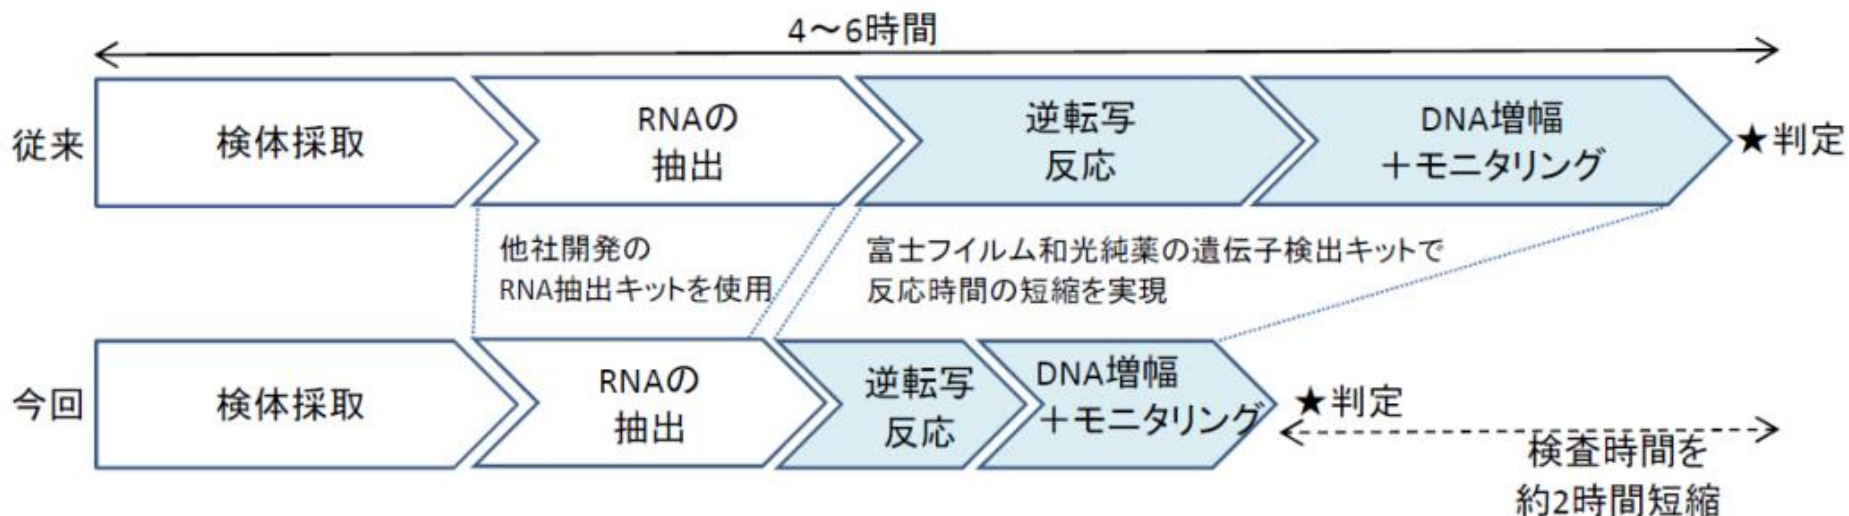 4～6時間
従来
検体採取
RNAの
抽出
逆転写
反応
DNA増幅
＋モニタリング
★判定
他社開発の
RNA抽出キットを使用
富士フイルム和光純薬の遺伝子検出キットで
反応時間の短縮を実現
今回
検体採取
RNAの
抽出
逆転写
反応
DNA増幅
＋モニタリング
★判定
検査時間を
約2時間短縮